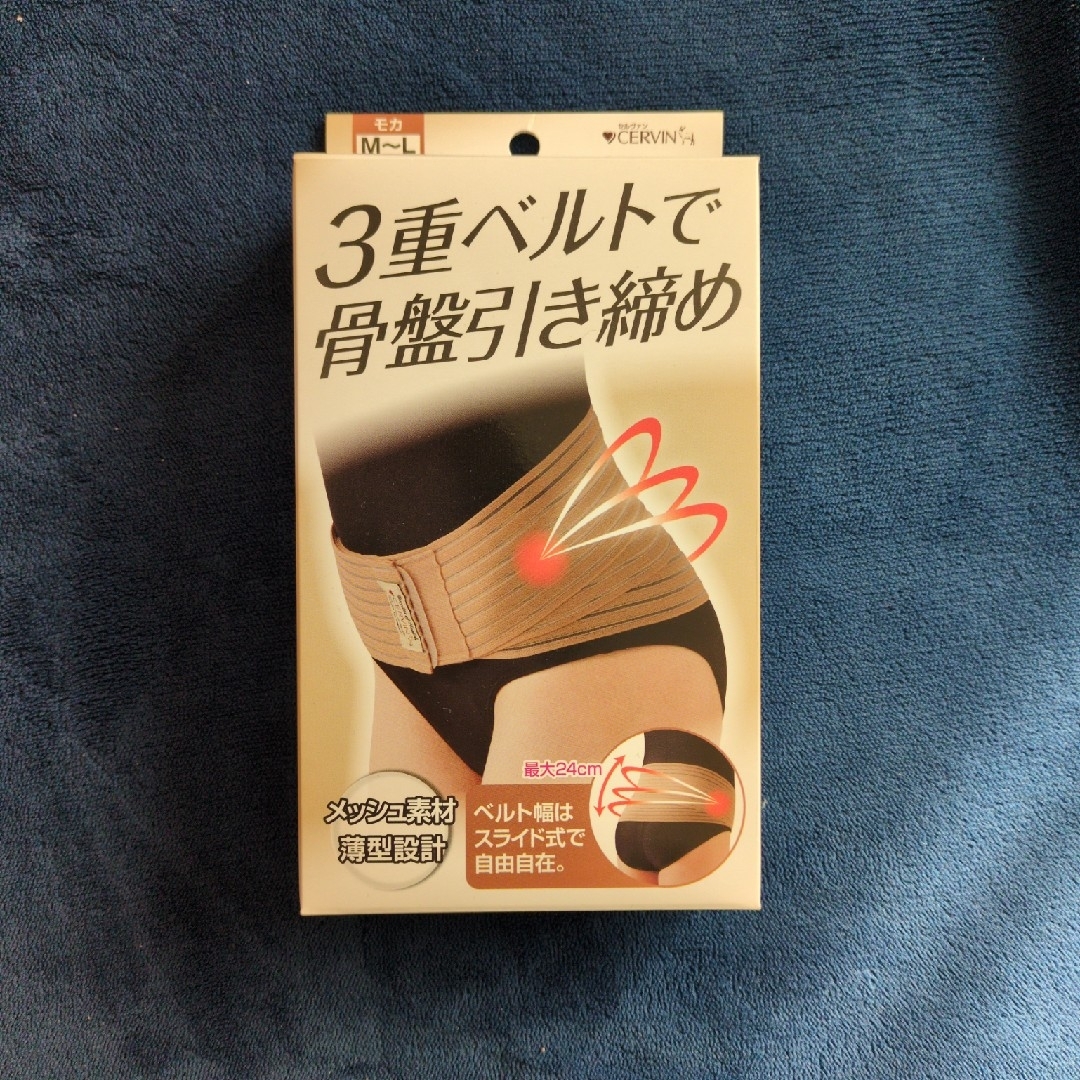 モカ
M〜L
セルヴァン
CERVIN
3重ベルトで
骨盤引き締め
最大24cm
メッシュ素材
薄型設計
ベルト幅は
スライド式で
自由自在。